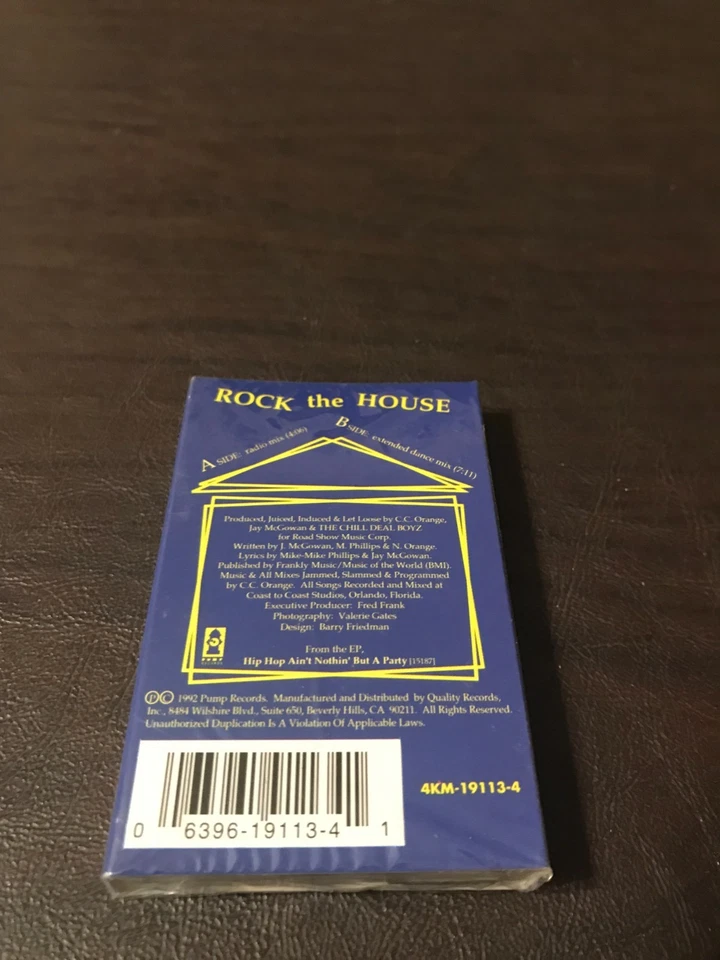 ROCK the HOUSE
A SIDE: radio mix (4:06)
B SIDE: extended dance mix (7:11)
Produced, Juiced, Induced & Let Loose by C.C. Orange,
Jay McGowan & THE CHILL DEAL BOYZ
for Road Show Music Corp.
Written by J. McGowan, M. Phillips & N. Orange.
Lyrics by Mike-Mike Phillips & Jay McGowan.
Published by Frankly Music/Music of the World (BMI).
Music & All Mixes Jammed, Slammed & Programmed
by C.C. Orange. All Songs Recorded and Mixed at
Coast to Coast Studios, Orlando, Florida.
Executive Producer: Fred Frank
Photography: Valerie Gates
Design: Barry Friedman
From the EP,
Hip Hop Ain't Nothin' But A Party [15187]
PUMP
RECORDS
ⓅⒸ 1992 Pump Records. Manufactured and Distributed by Quality Records,
Inc., 8484 Wilshire Blvd., Suite 650, Beverly Hills, CA 90211. All Rights Reserved.
Unauthorized Duplication Is A Violation Of Applicable Laws.
4KM-19113-4
0 6396-19113-4 1